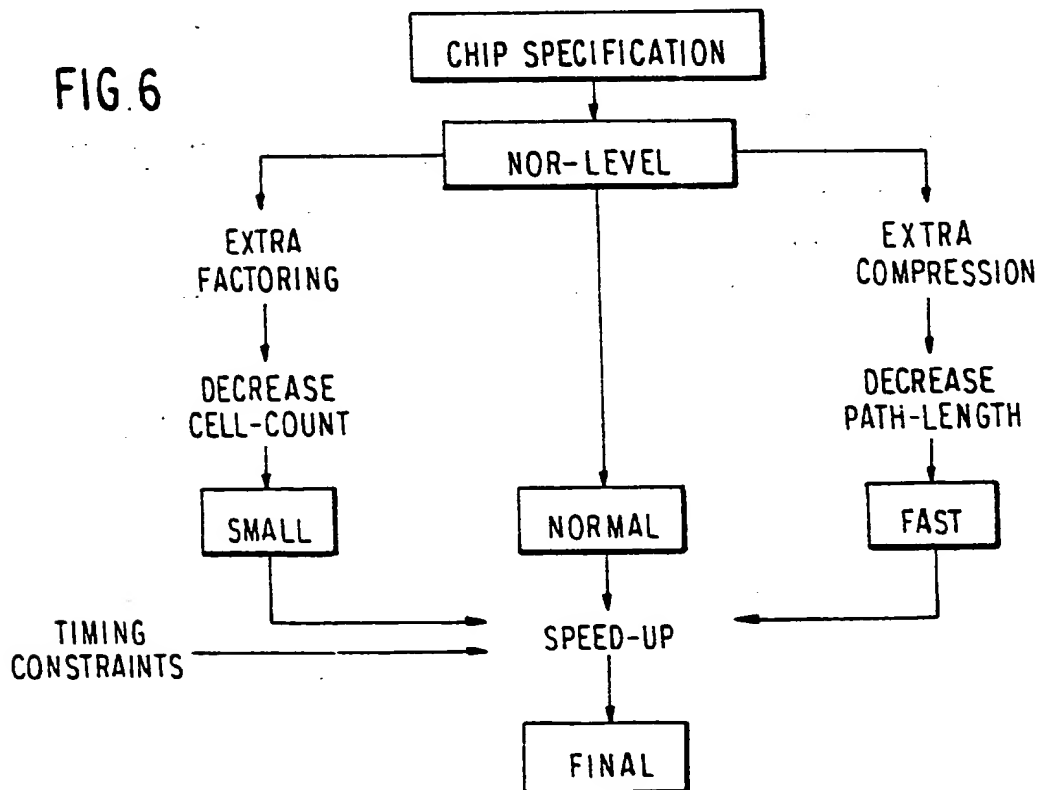 FIG. 6
CHIP SPECIFICATION
NOR-LEVEL
EXTRA
FACTORING
EXTRA
COMPRESSION
DECREASE
CELL-COUNT
DECREASE
PATH-LENGTH
SMALL
NORMAL
FAST
TIMING
CONSTRAINTS
SPEED-UP
FINAL